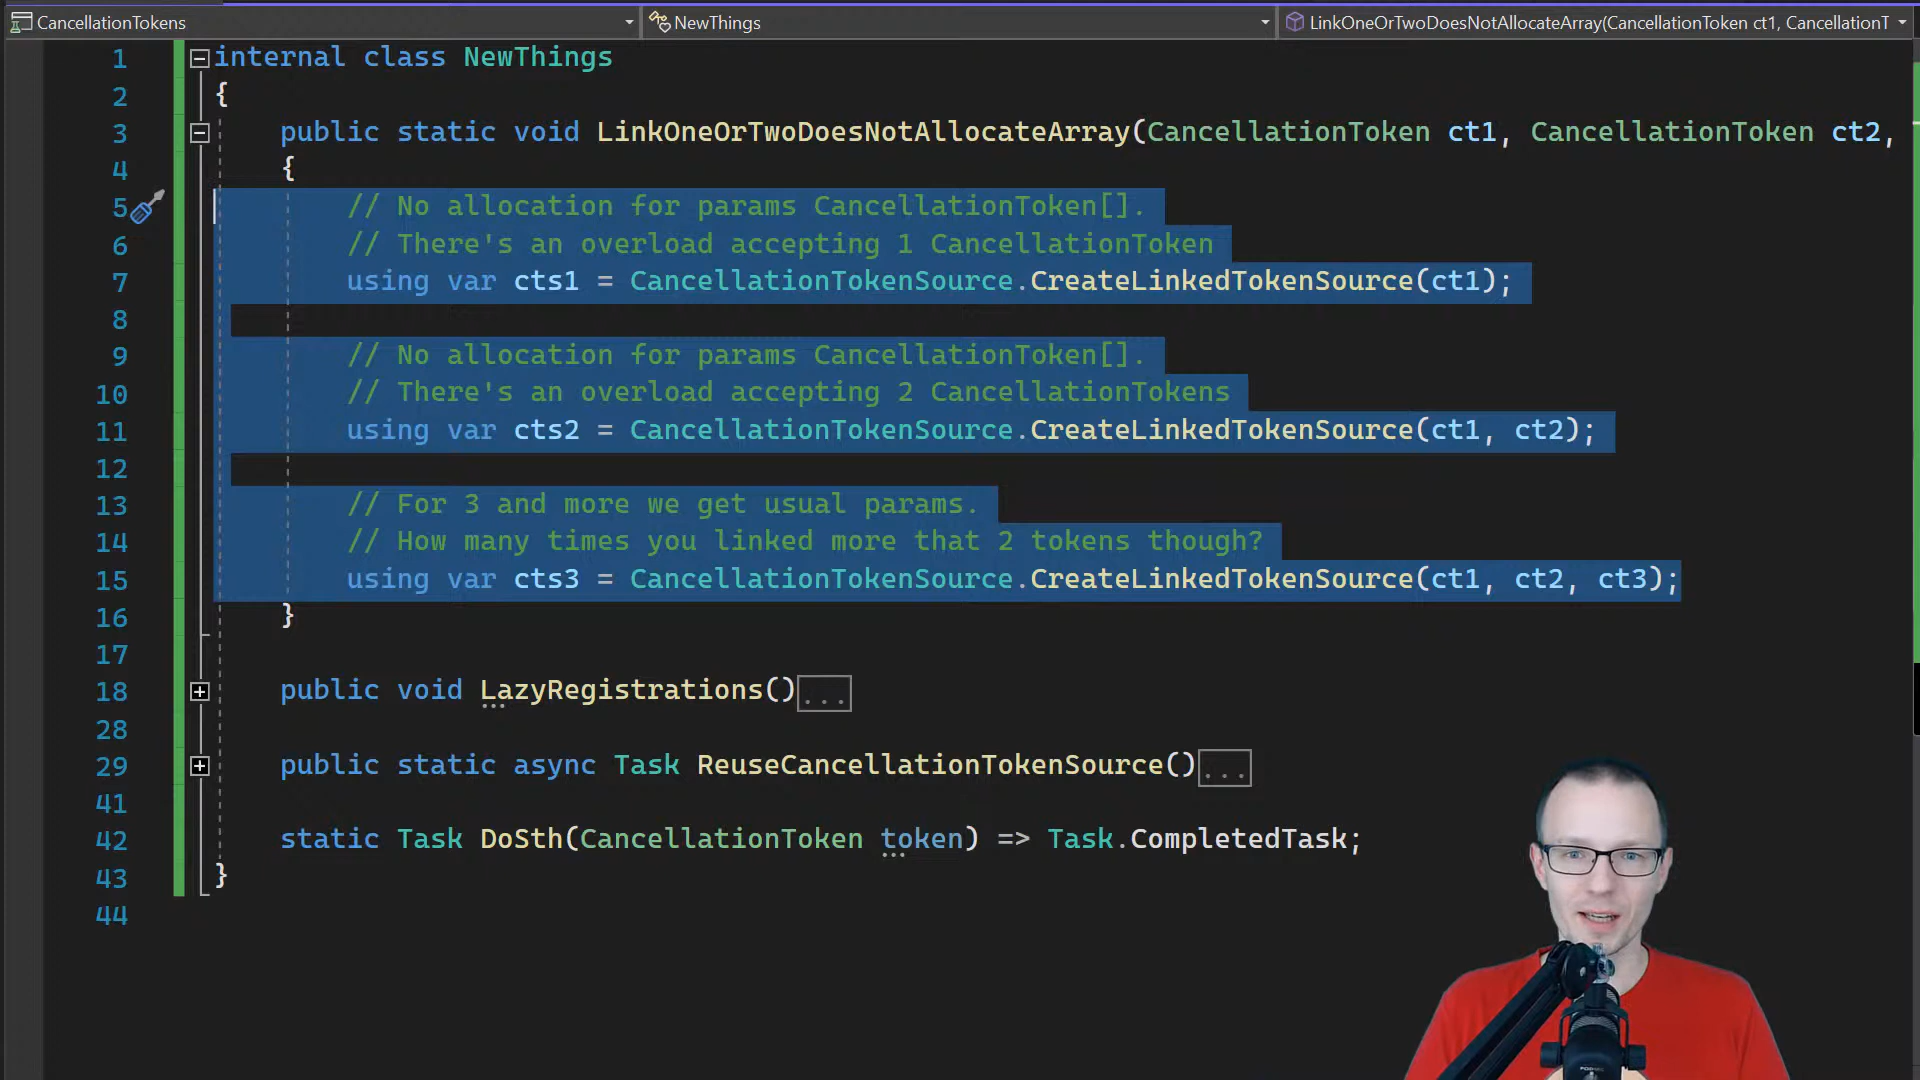 CancellationTokens
NewThings
LinkOneOrTwoDoesNotAllocateArray(CancellationToken ct1, CancellationT
1 internal class NewThings
2 {
3 public static void LinkOneOrTwoDoesNotAllocateArray(CancellationToken ct1, CancellationToken ct2,
4 {
5 // No allocation for params CancellationToken[].
6 // There's an overload accepting 1 CancellationToken
7 using var cts1 = CancellationTokenSource.CreateLinkedTokenSource(ct1);
8
9 // No allocation for params CancellationToken[].
10 // There's an overload accepting 2 CancellationTokens
11 using var cts2 = CancellationTokenSource.CreateLinkedTokenSource(ct1, ct2);
12
13 // For 3 and more we get usual params.
14 // How many times you linked more that 2 tokens though?
15 using var cts3 = CancellationTokenSource.CreateLinkedTokenSource(ct1, ct2, ct3);
16 }
17
18 public void LazyRegistrations()...
28
29 public static async Task ReuseCancellationTokenSource()...
41
42 static Task DoSth(CancellationToken token) => Task.CompletedTask;
43 }
44